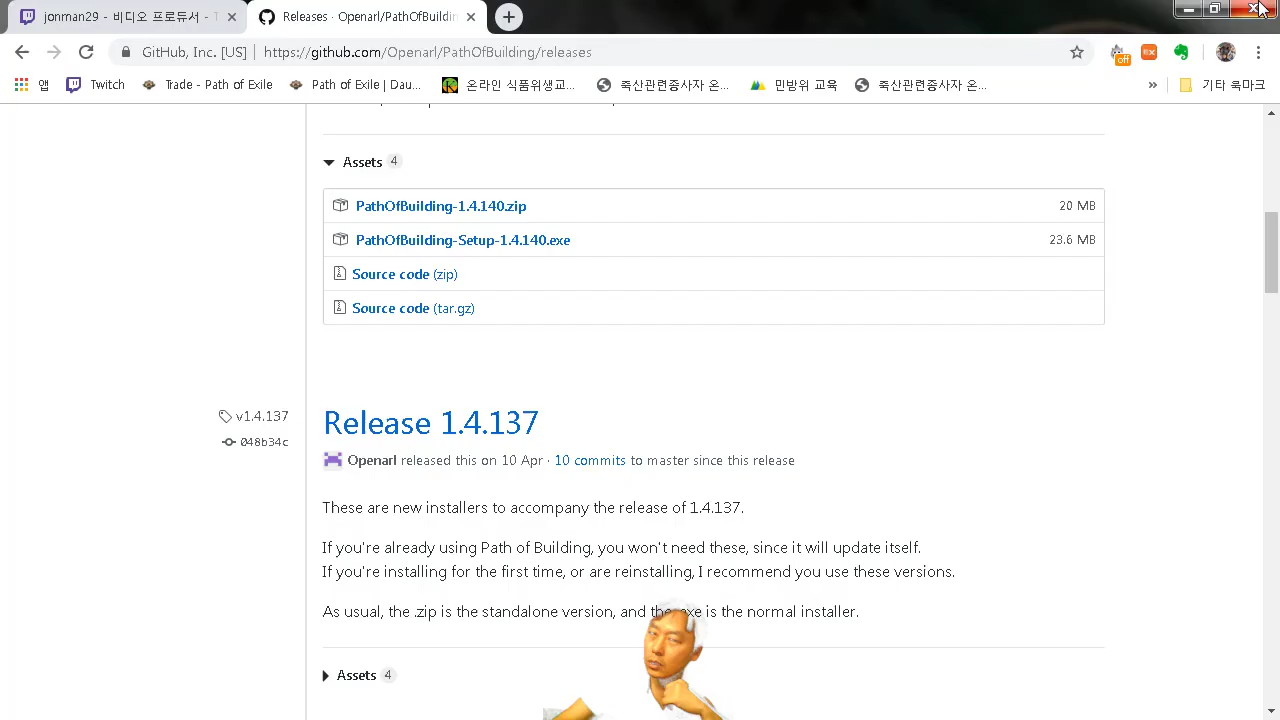 jonman29 - 비디오 프로듀서 - T
Releases · Openarl/PathOfBuildin
GitHub, Inc. [US] | https://github.com/Openarl/PathOfBuilding/releases
off
EX
앱
Twitch
Trade - Path of Exile
Path of Exile | Dau...
온라인 식품위생교...
축산관련종사자 온...
민방위 교육
축산관련종사자 온...
»
기타 북마크
Assets 4
PathOfBuilding-1.4.140.zip 20 MB
PathOfBuilding-Setup-1.4.140.exe 23.6 MB
Source code (zip)
Source code (tar.gz)
v1.4.137
048b34c
Release 1.4.137
Openarl released this on 10 Apr · 10 commits to master since this release
These are new installers to accompany the release of 1.4.137.
If you're already using Path of Building, you won't need these, since it will update itself.
If you're installing for the first time, or are reinstalling, I recommend you use these versions.
As usual, the .zip is the standalone version, and the .exe is the normal installer.
Assets 4